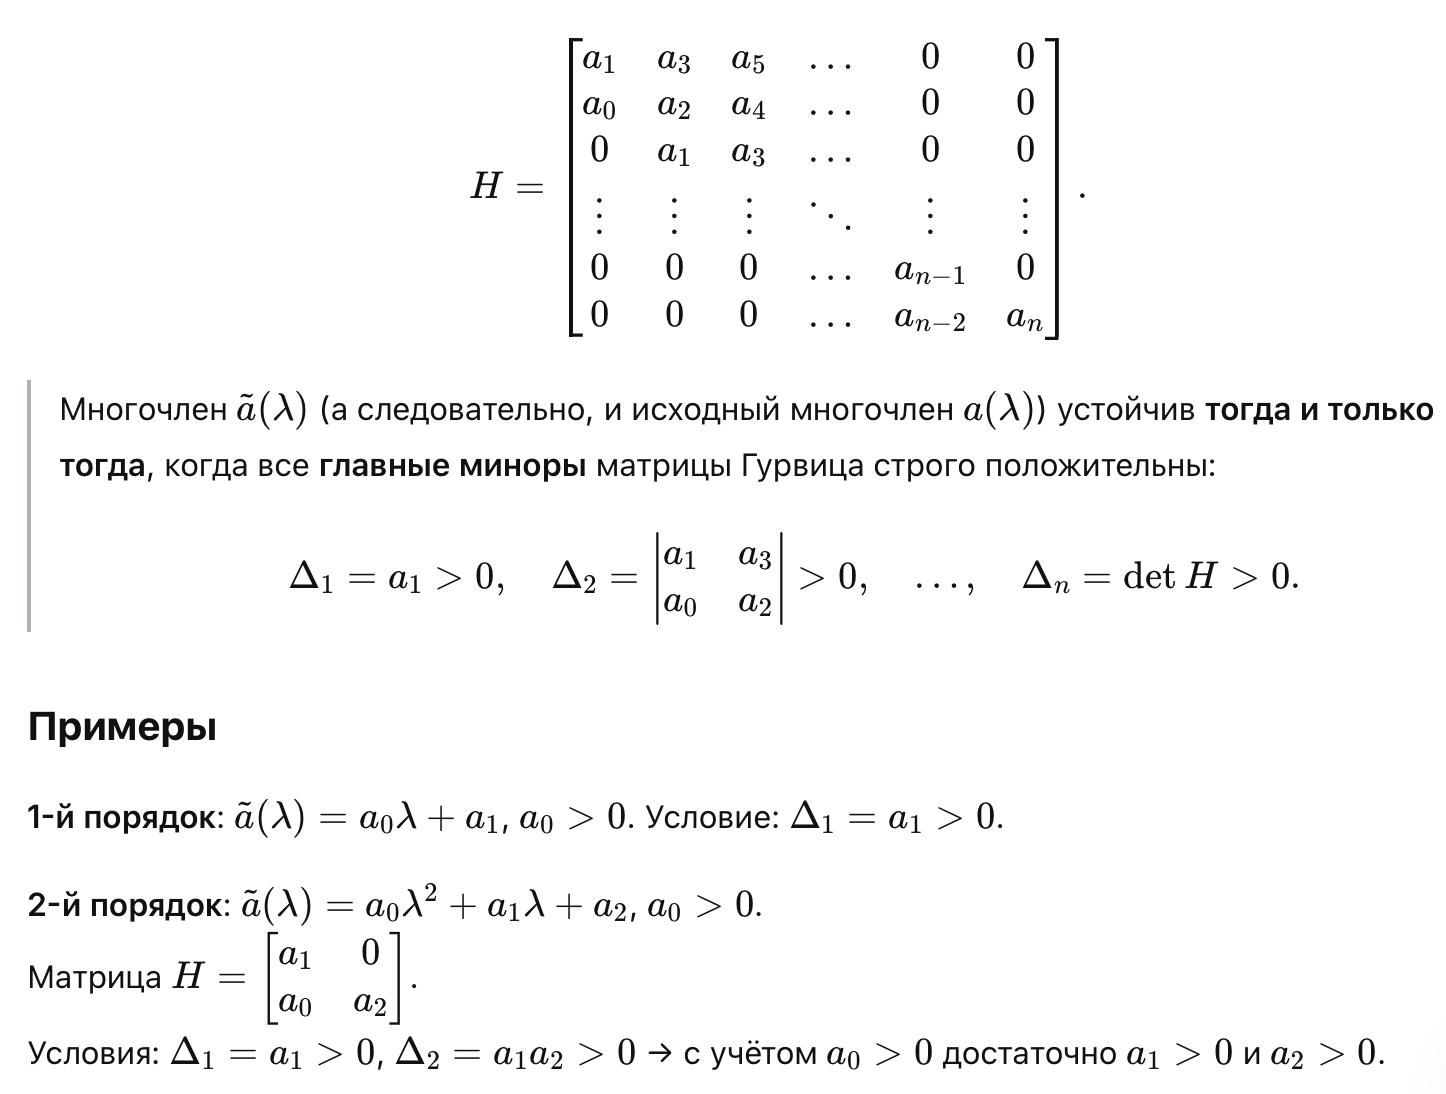 H = [ a₁ a₃ a₅ … 0 0
a₀ a₂ a₄ … 0 0
0 a₁ a₃ … 0 0
⋮ ⋮ ⋮ ⋱ ⋮ ⋮
0 0 0 … aₙ₋₁ 0
0 0 0 … aₙ₋₂ aₙ ] .
Многочлен ã(λ) (а следовательно, и исходный многочлен a(λ)) устойчив тогда и только
тогда, когда все главные миноры матрицы Гурвица строго положительны:
Δ₁ = a₁ > 0, Δ₂ = | a₁ a₃ ; a₀ a₂ | > 0, …, Δₙ = det H > 0.
Примеры
1-й порядок: ã(λ) = a₀λ + a₁, a₀ > 0. Условие: Δ₁ = a₁ > 0.
2-й порядок: ã(λ) = a₀λ² + a₁λ + a₂, a₀ > 0.
Матрица H = [ a₁ 0 ; a₀ a₂ ].
Условия: Δ₁ = a₁ > 0, Δ₂ = a₁a₂ > 0 → с учётом a₀ > 0 достаточно a₁ > 0 и a₂ > 0.